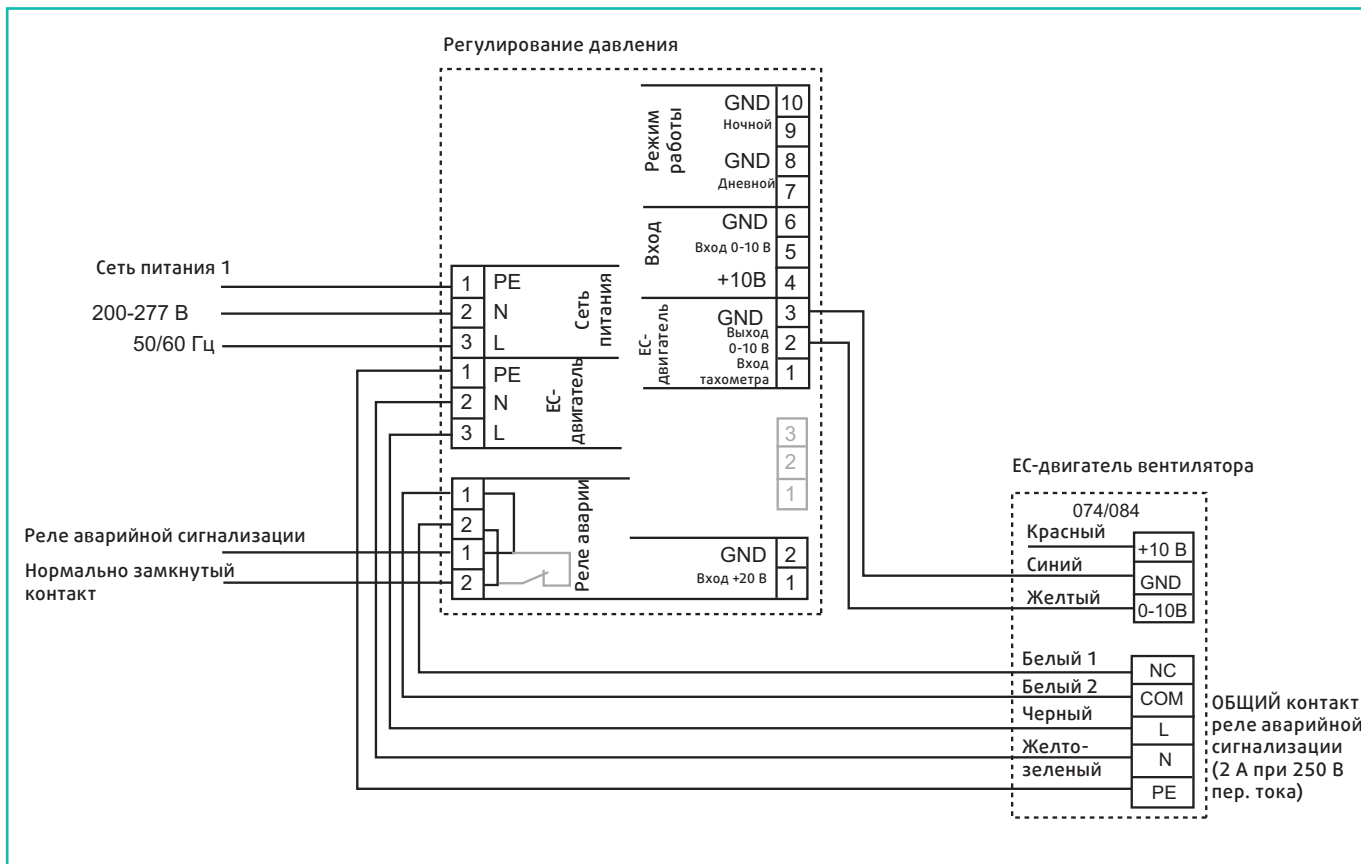 Регулирование давления
Режим
работы
GND 10
Ночной 9
GND 8
Дневной 7
Вход
GND 6
Вход 0-10 В 5
+10В 4
ЕС-
двигатель
GND 3
Выход
0-10 В 2
Вход
тахометра 1
3
2
1
Сеть питания 1
200-277 В
50/60 Гц
1 PE
2 N
3 L
Сеть
питания
1 PE
2 N
3 L
ЕС-
двигатель
1
2
1
2
Реле аварии
Реле аварийной сигнализации
Нормально замкнутый
контакт
GND 2
Вход +20 В 1
ЕС-двигатель вентилятора
074/084
Красный
+10 В
Синий
GND
Желтый
0-10В
Белый 1
NC
Белый 2
COM
Черный
L
Желто-
зеленый
N
PE
ОБЩИЙ контакт
реле аварийной
сигнализации
(2 А при 250 В
пер. тока)